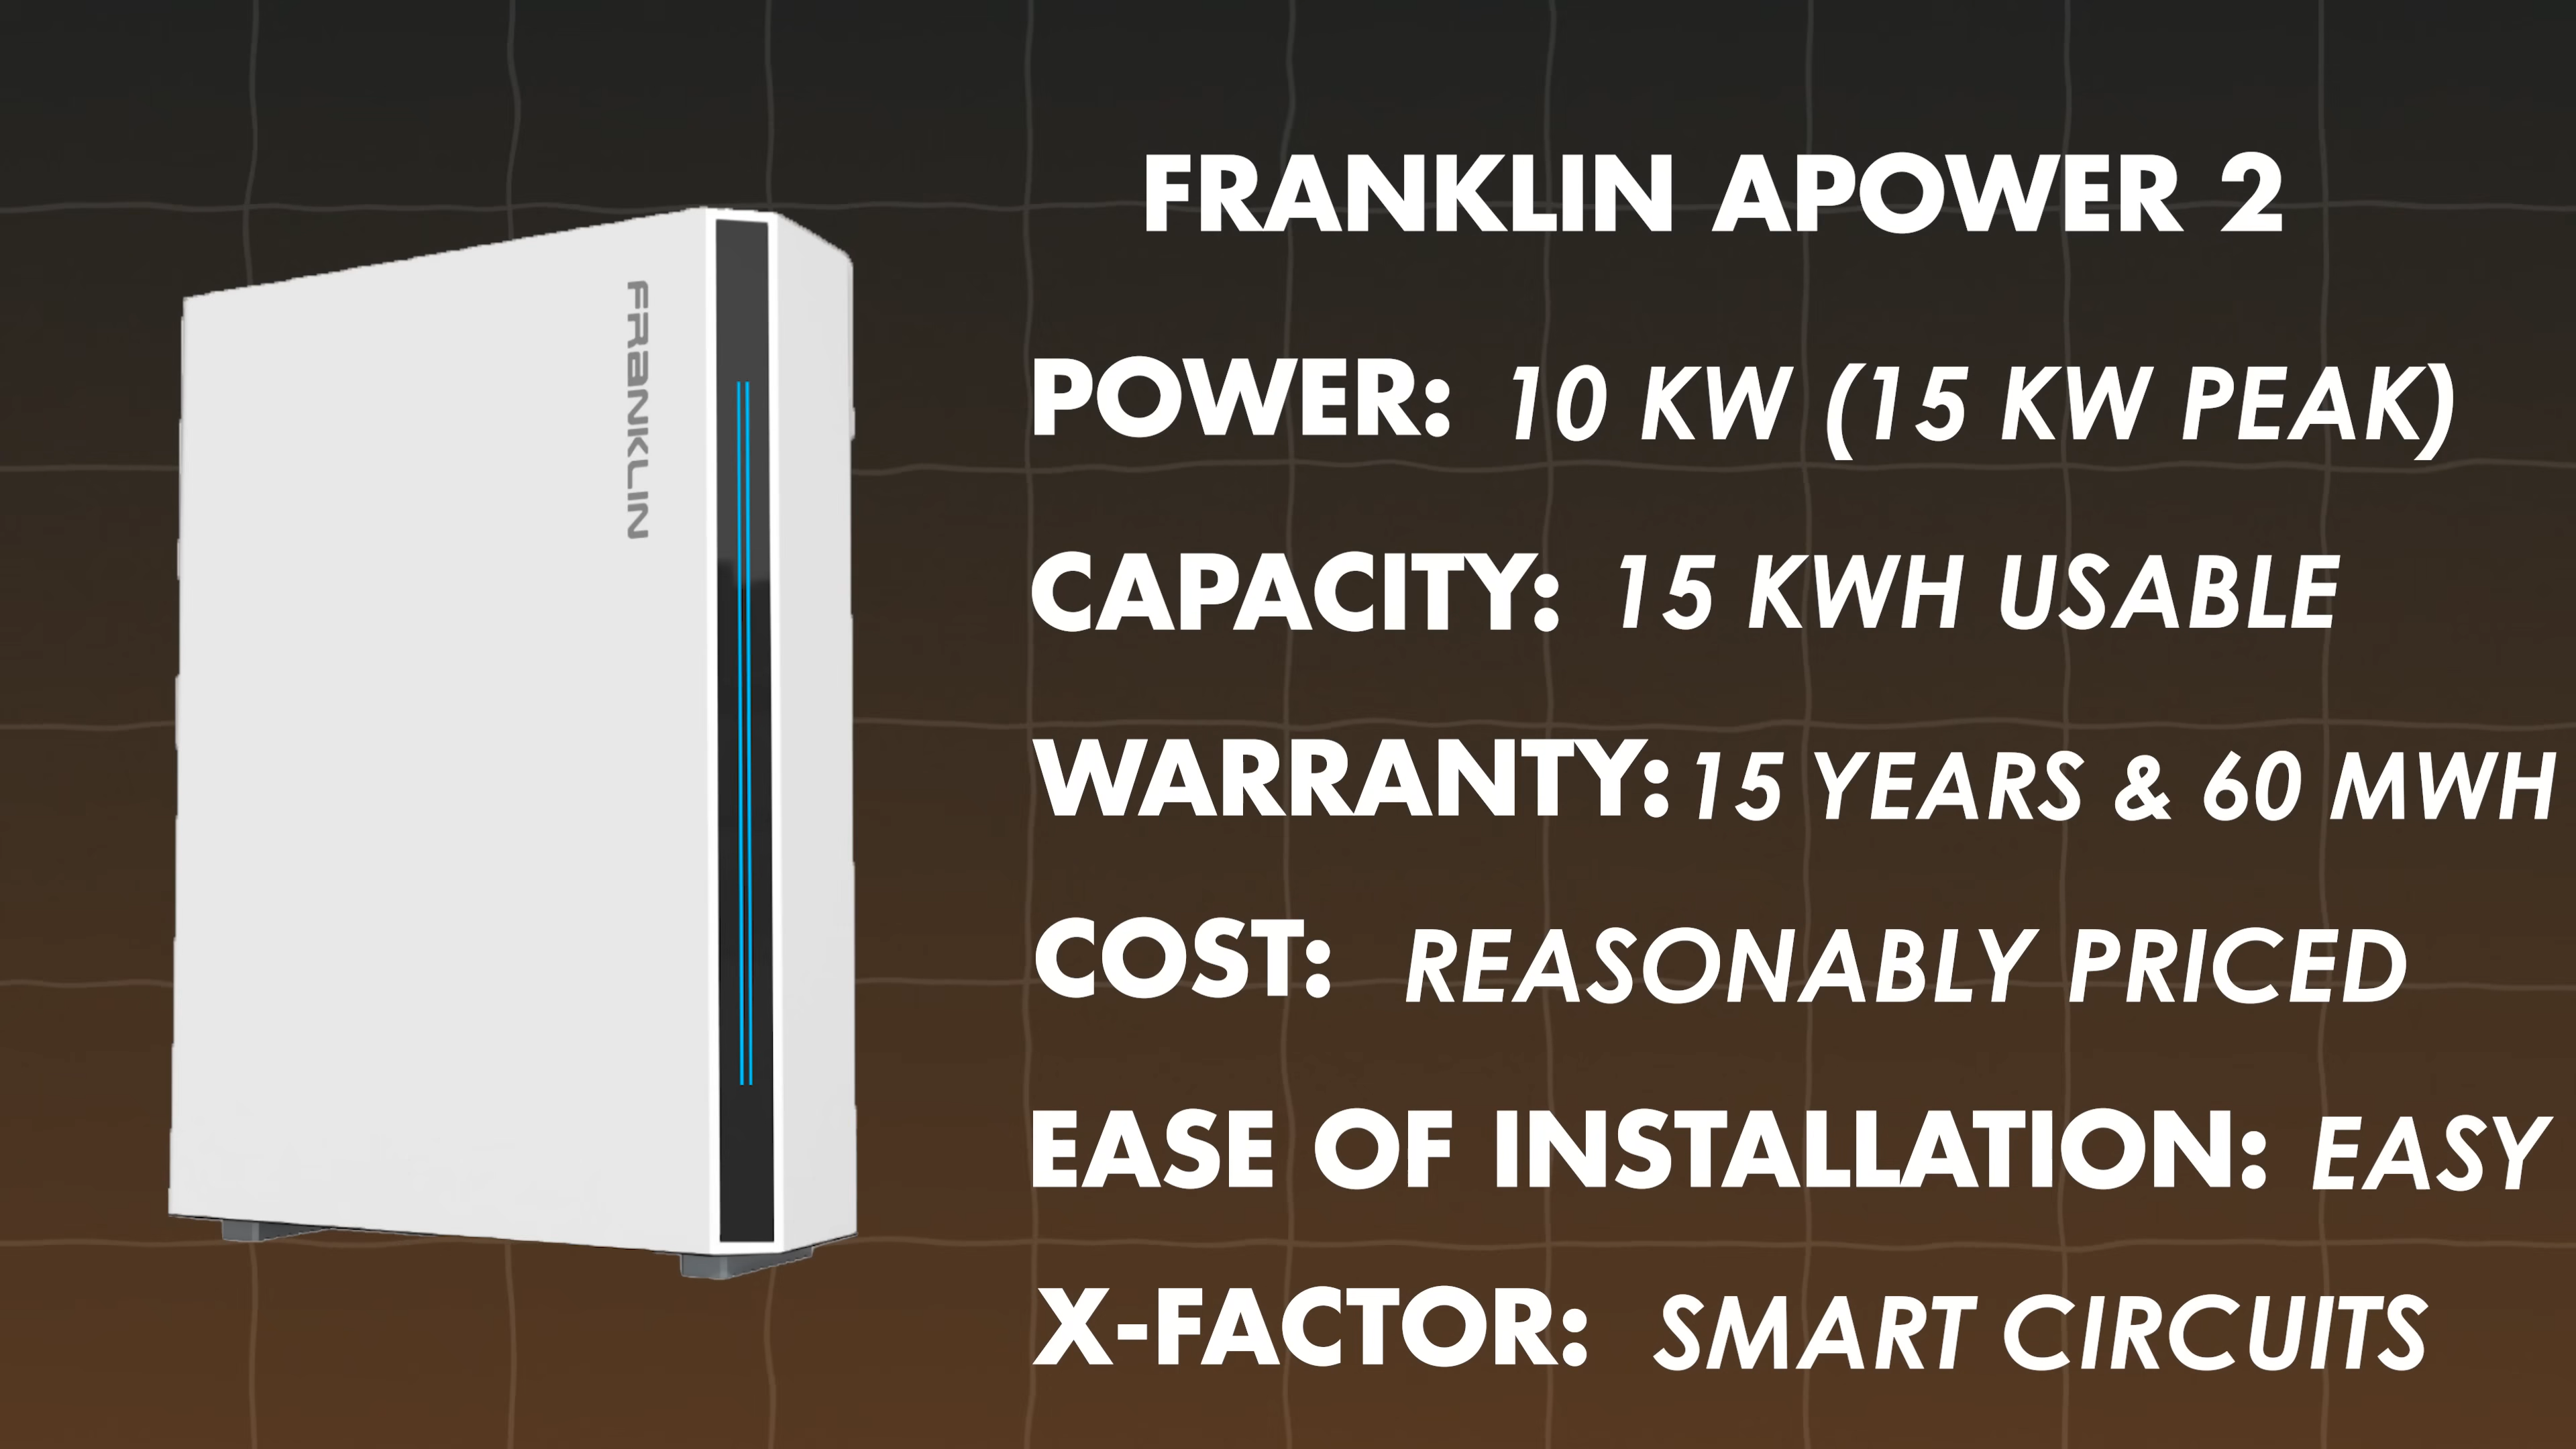 FRANKLIN
FRANKLIN APOWER 2
POWER: 10 KW (15 KW PEAK)
CAPACITY: 15 KWH USABLE
WARRANTY: 15 YEARS & 60 MWH
COST: REASONABLY PRICED
EASE OF INSTALLATION: EASY
X-FACTOR: SMART CIRCUITS